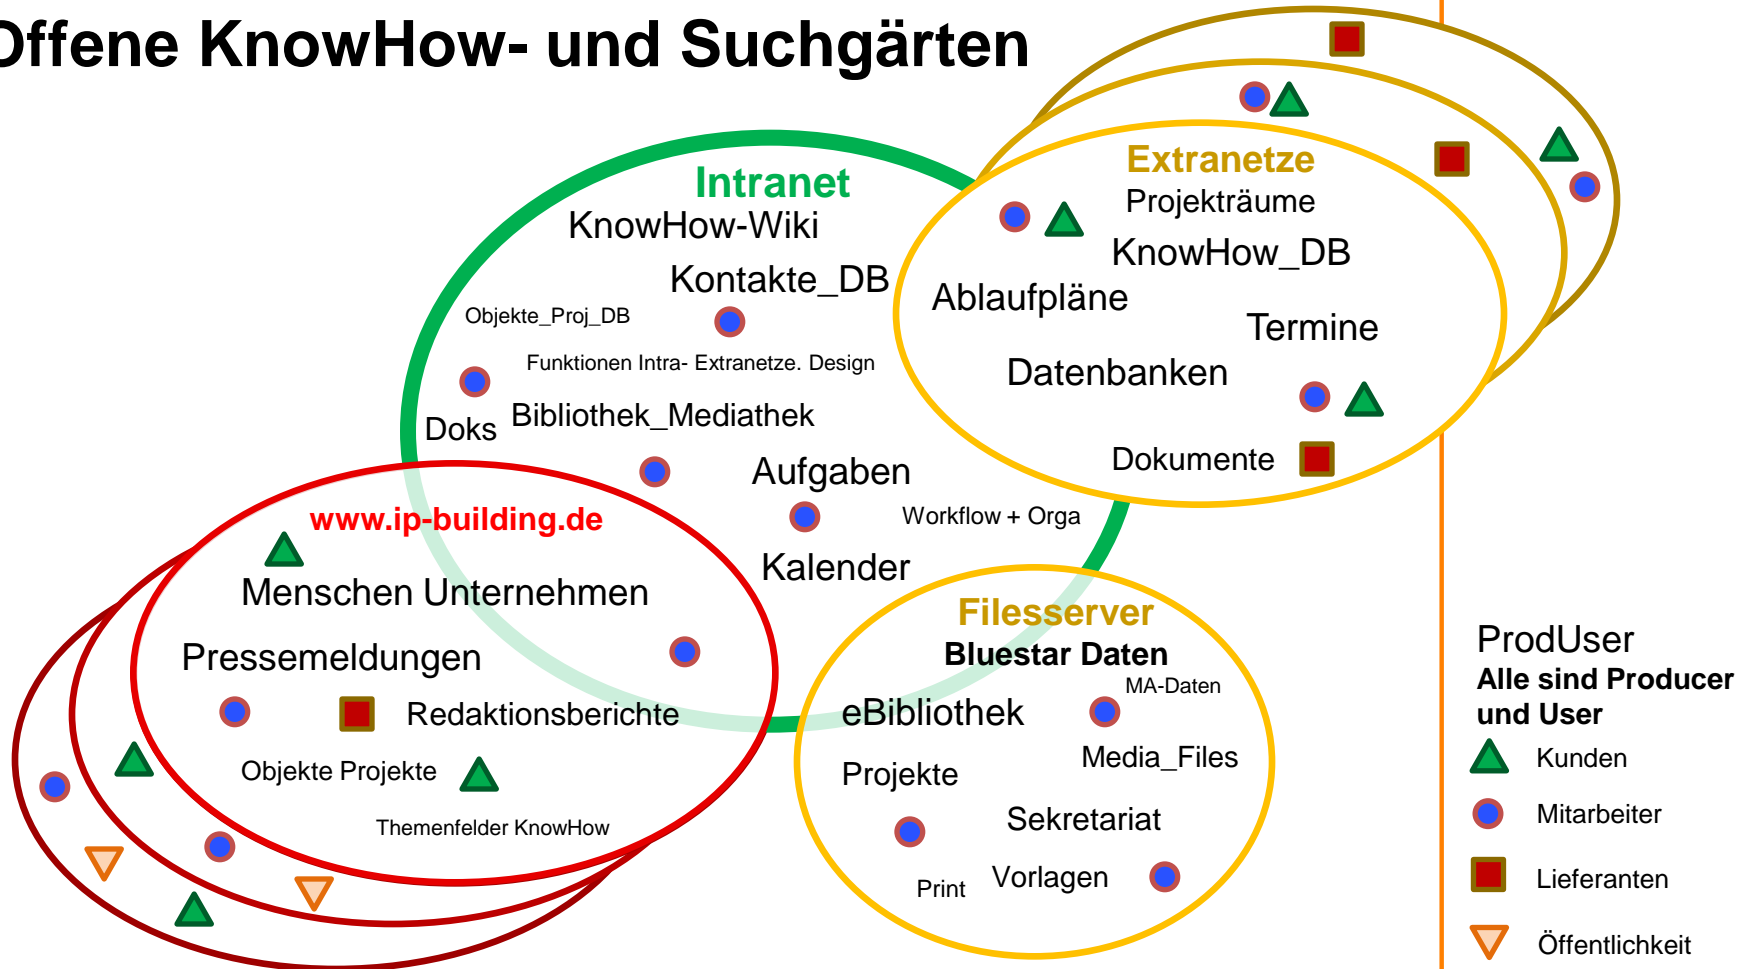 Offene KnowHow- und Suchgärten
Intranet
KnowHow-Wiki
Kontakte_DB
Objekte_Proj_DB
Funktionen Intra- Extranetze. Design
Doks
Bibliothek_Mediathek
Aufgaben
Workflow + Orga
Kalender
Extranetze
Projekträume
KnowHow_DB
Ablaufpläne
Termine
Datenbanken
Dokumente
www.ip-building.de
Menschen Unternehmen
Pressemeldungen
Redaktionsberichte
Objekte Projekte
Themenfelder KnowHow
Filesserver
Bluestar Daten
MA-Daten
eBibliothek
Media_Files
Projekte
Sekretariat
Vorlagen
Print
ProdUser
Alle sind Producer
und User
Kunden
Mitarbeiter
Lieferanten
Öffentlichkeit